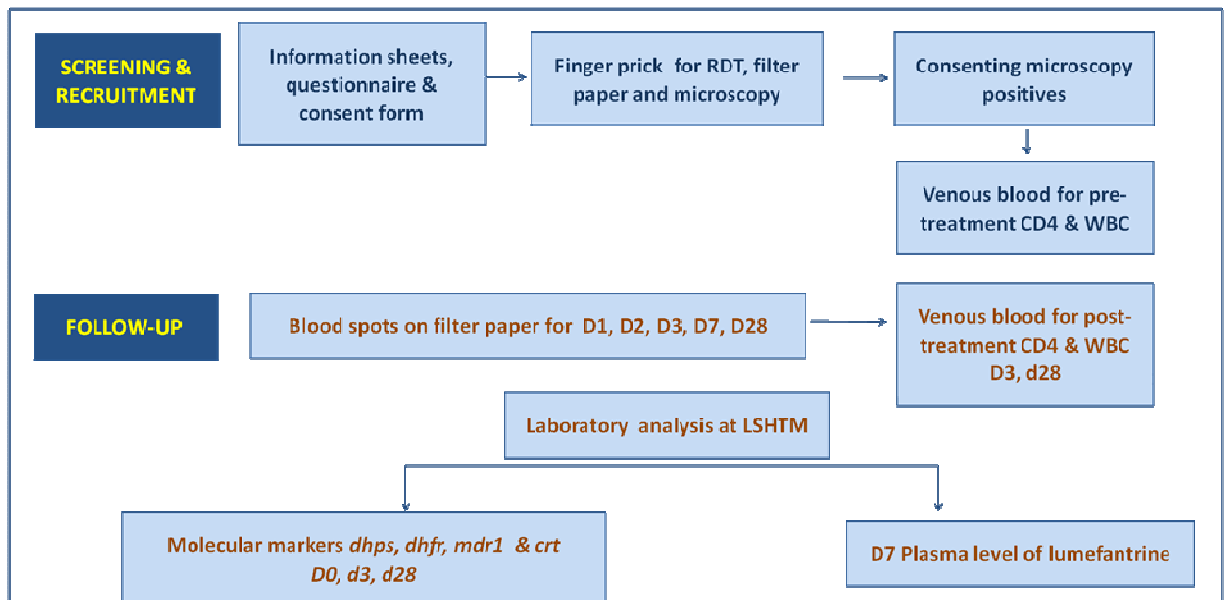 SCREENING &
RECRUITMENT
Information sheets,
questionnaire &
consent form
Finger prick for RDT, filter
paper and microscopy
Consenting microscopy
positives
Venous blood for pre-
treatment CD4 & WBC
FOLLOW-UP
Blood spots on filter paper for D1, D2, D3, D7, D28
Venous blood for post-
treatment CD4 & WBC
D3, d28
Laboratory analysis at LSHTM
Molecular markers dhps, dhfr, mdr1 & crt
D0, d3, d28
D7 Plasma level of lumefantrine